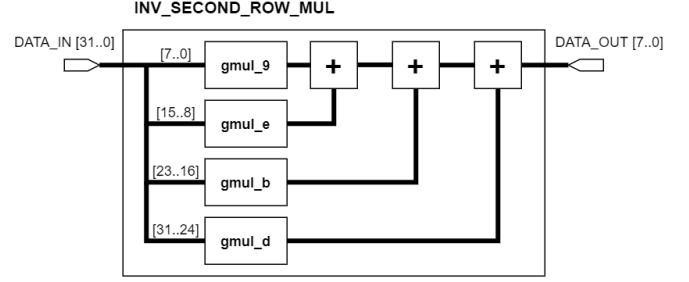 INV_SECOND_ROW_MUL
DATA_IN [31..0]
DATA_OUT [7..0]
[7..0]
gmul_9
+
+
+
[15..8]
gmul_e
[23..16]
gmul_b
[31..24]
gmul_d